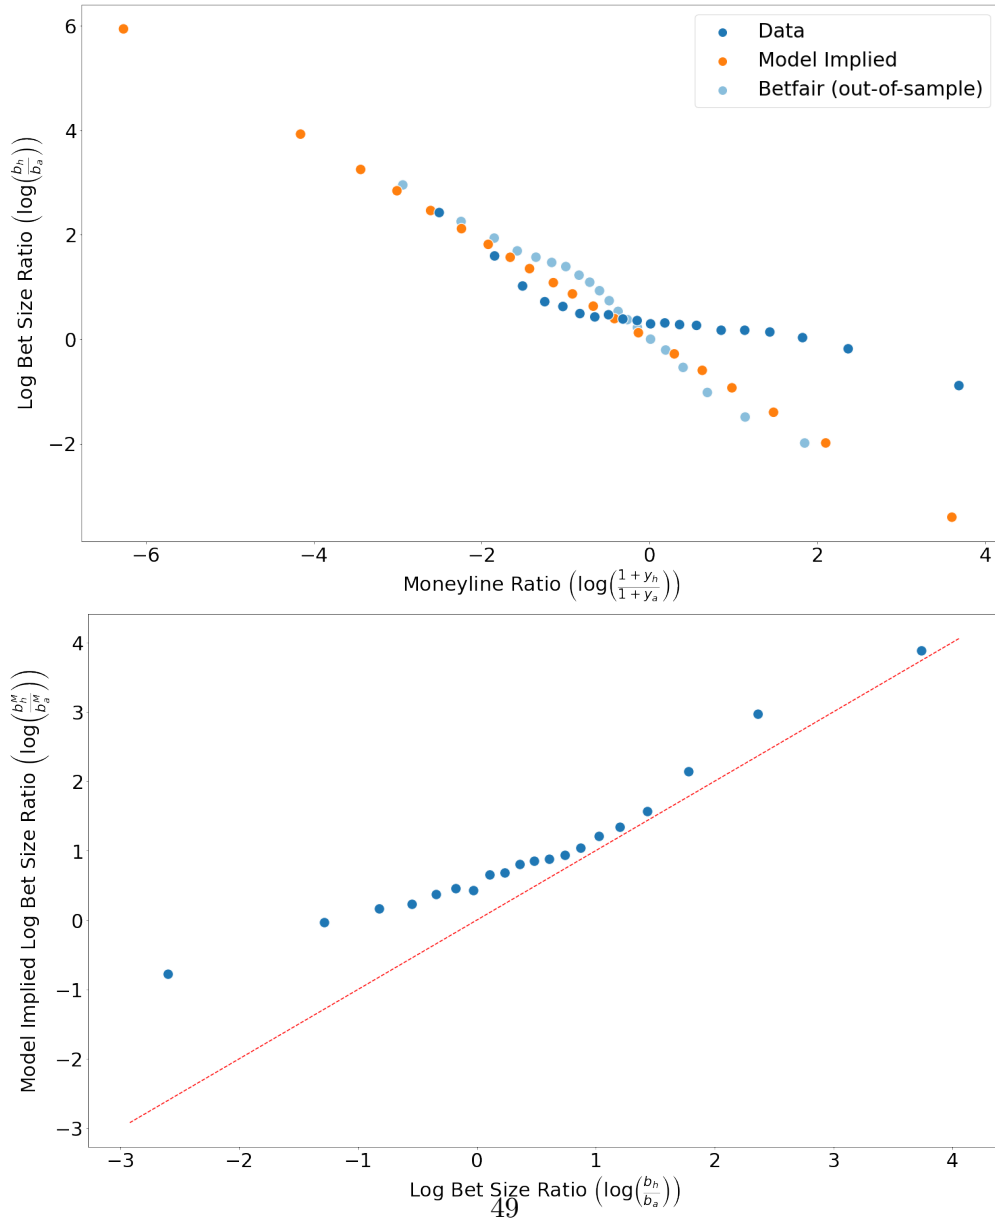 6
4
2
0
−2
Log Bet Size Ratio (log(b_h/b_a))
Data
Model Implied
Betfair (out-of-sample)
−6 −4 −2 0 2 4
Moneyline Ratio (log((1 + y_h)/(1 + y_a)))
4
3
2
1
0
−1
−2
−3
Model Implied Log Bet Size Ratio (log(b_h^M/b_a^M))
−3 −2 −1 0 1 2 3 4
Log Bet Size Ratio (log(b_h/b_a))
49